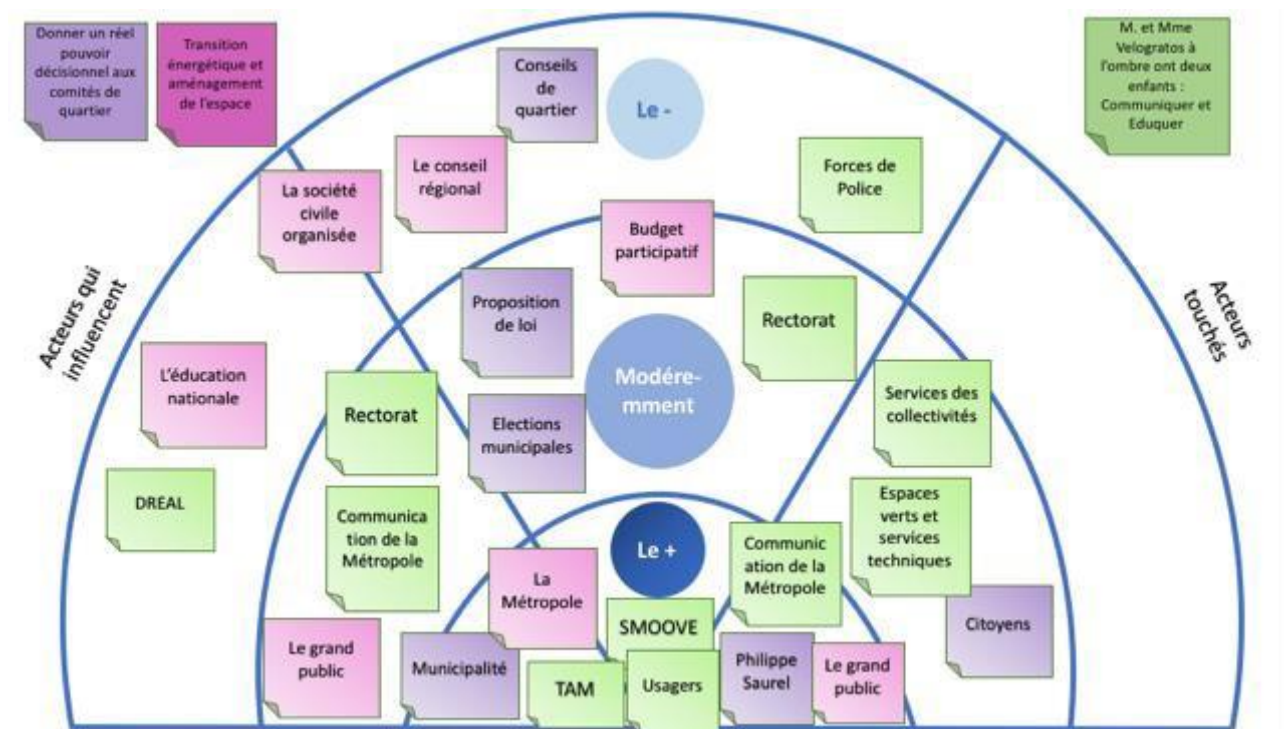 Donner un réel
pouvoir
décisionnel aux
comités de
quartier
Transition
énergétique et
aménagement
de l'espace
M. et Mme
Velogratos à
l'ombre ont deux
enfants :
Communiquer et
Eduquer
Conseils
de
quartier
Le -
Le conseil
régional
Forces de
Police
La société
civile
organisée
Budget
participatif
Acteurs qui
influencent
Acteurs
touchés
Proposition
de loi
Rectorat
Modére-
mment
L'éducation
nationale
Rectorat
Elections
municipales
Services des
collectivités
DREAL
Communica
tion de la
Métropole
Le +
Communic
ation de la
Métropole
Espaces
verts et
services
techniques
La
Métropole
SMOOVE
Citoyens
Le grand
public
Municipalité
TAM
Usagers
Philippe
Saurel
Le grand
public